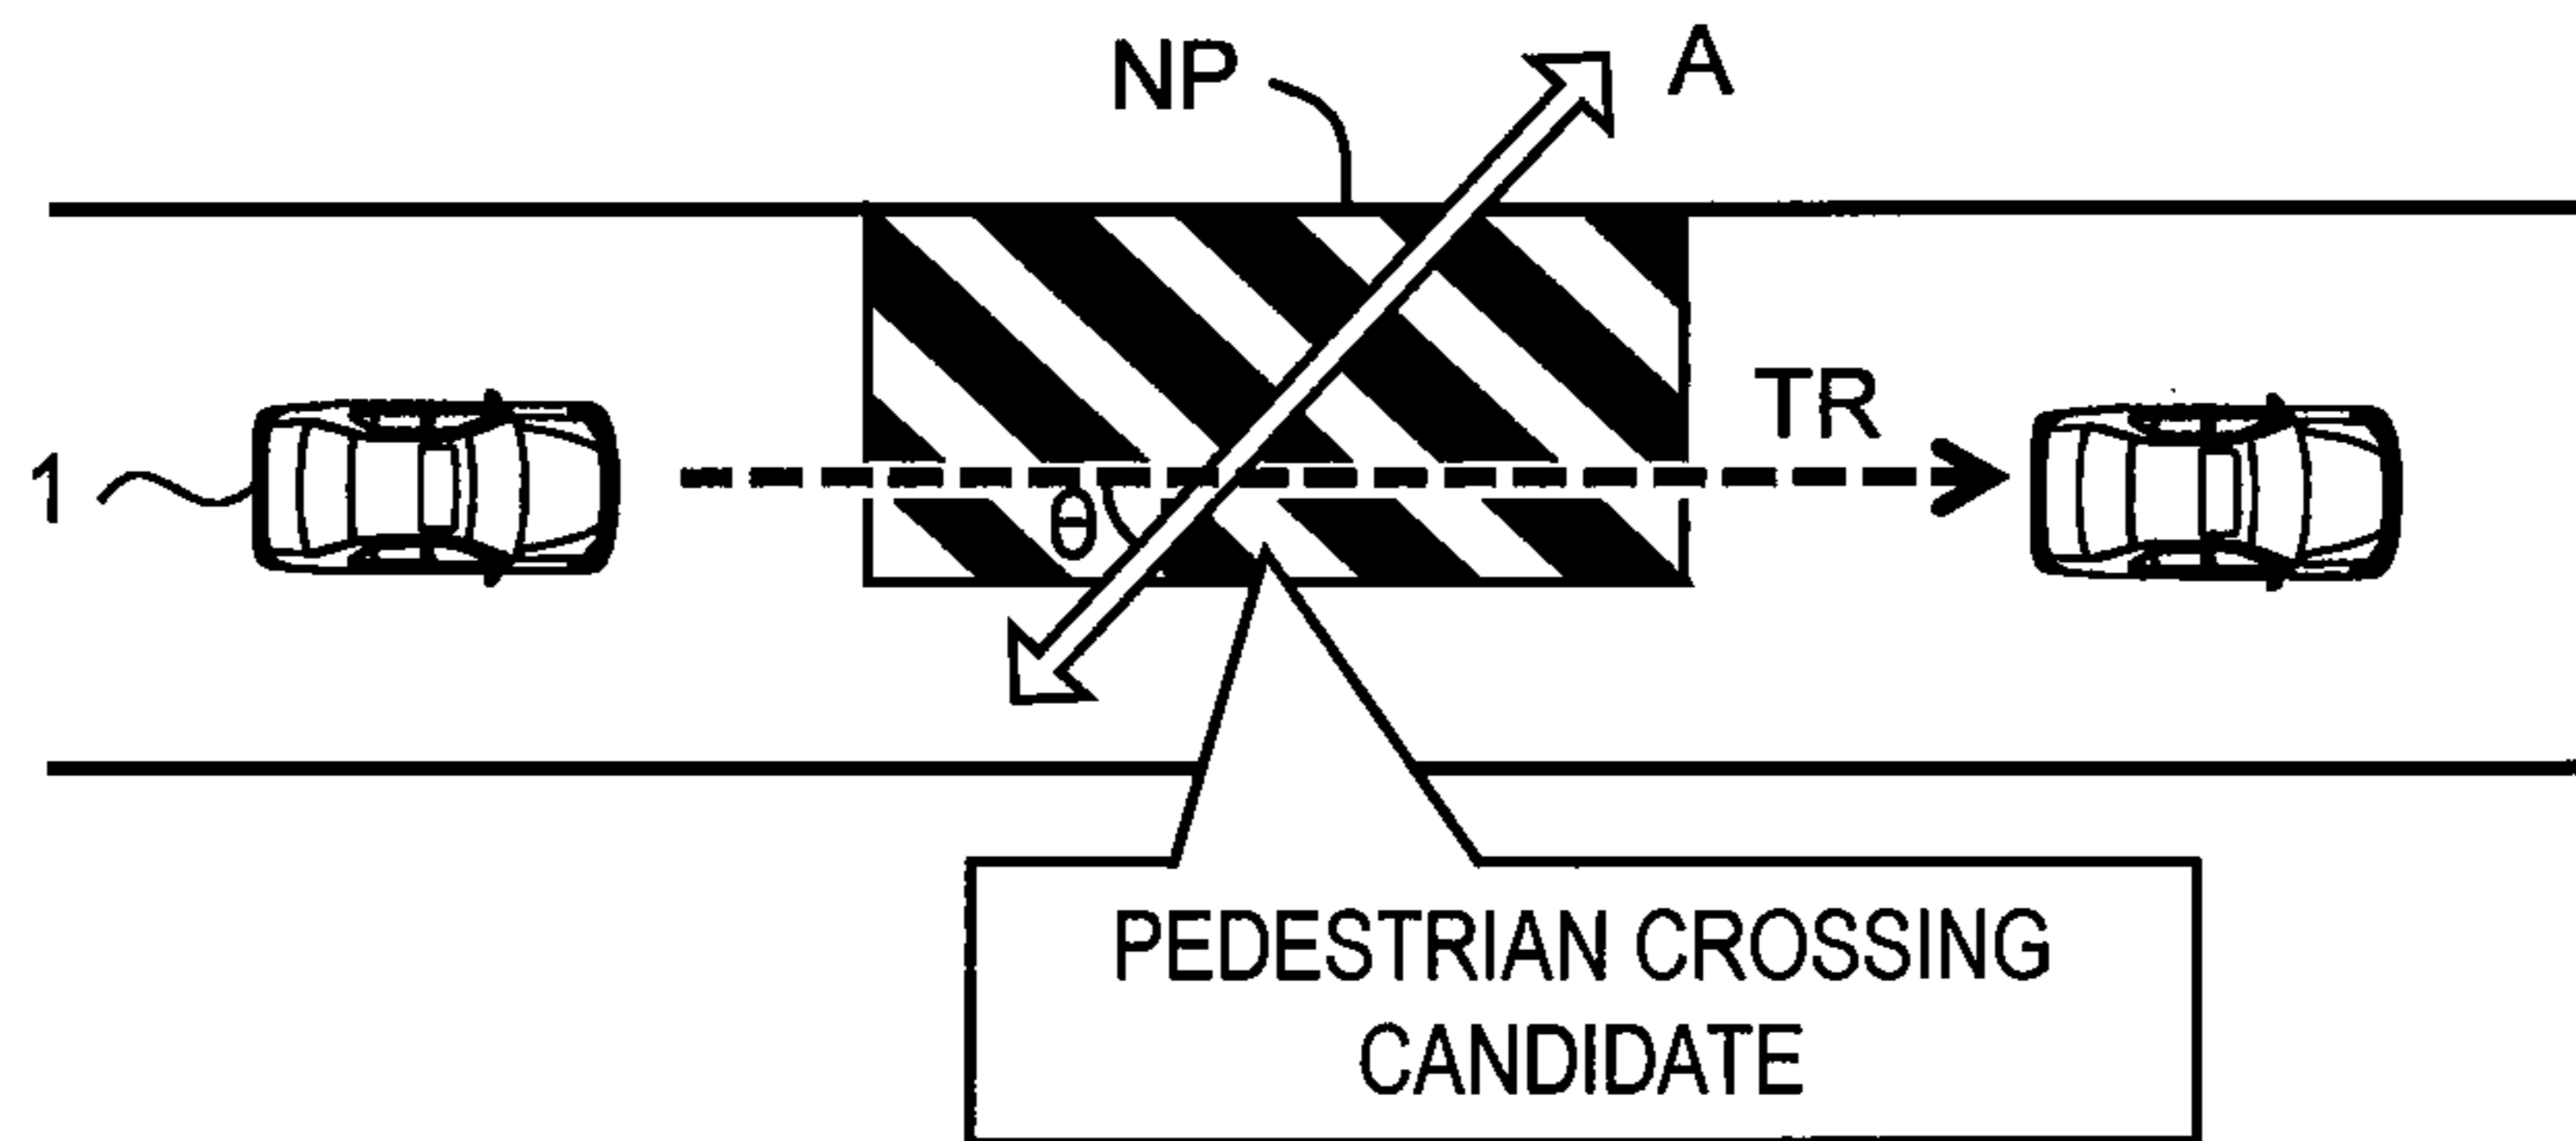 NP
A
TR
1
θ
PEDESTRIAN CROSSING
CANDIDATE